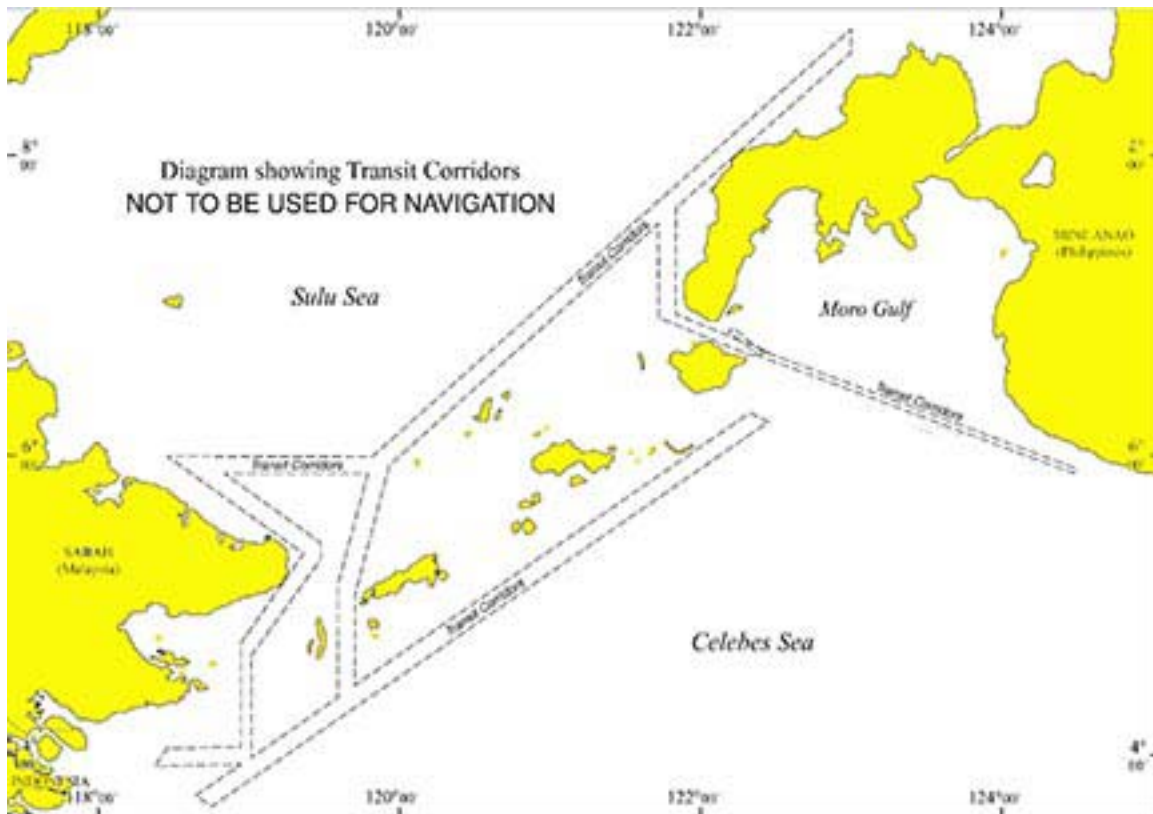 118°00' 120°00' 122°00' 124°00'
8°
00'
Diagram showing Transit Corridors
NOT TO BE USED FOR NAVIGATION
MINDANAO
(Philippines)
Transit Corridors
Sulu Sea
Moro Gulf
Transit Corridors
6°
00'
6°
00'
Transit Corridors
SABAH
(Malaysia)
Transit Corridors
Celebes Sea
4°
00'
INDONESIA
118°00' 120°00' 122°00' 124°00'